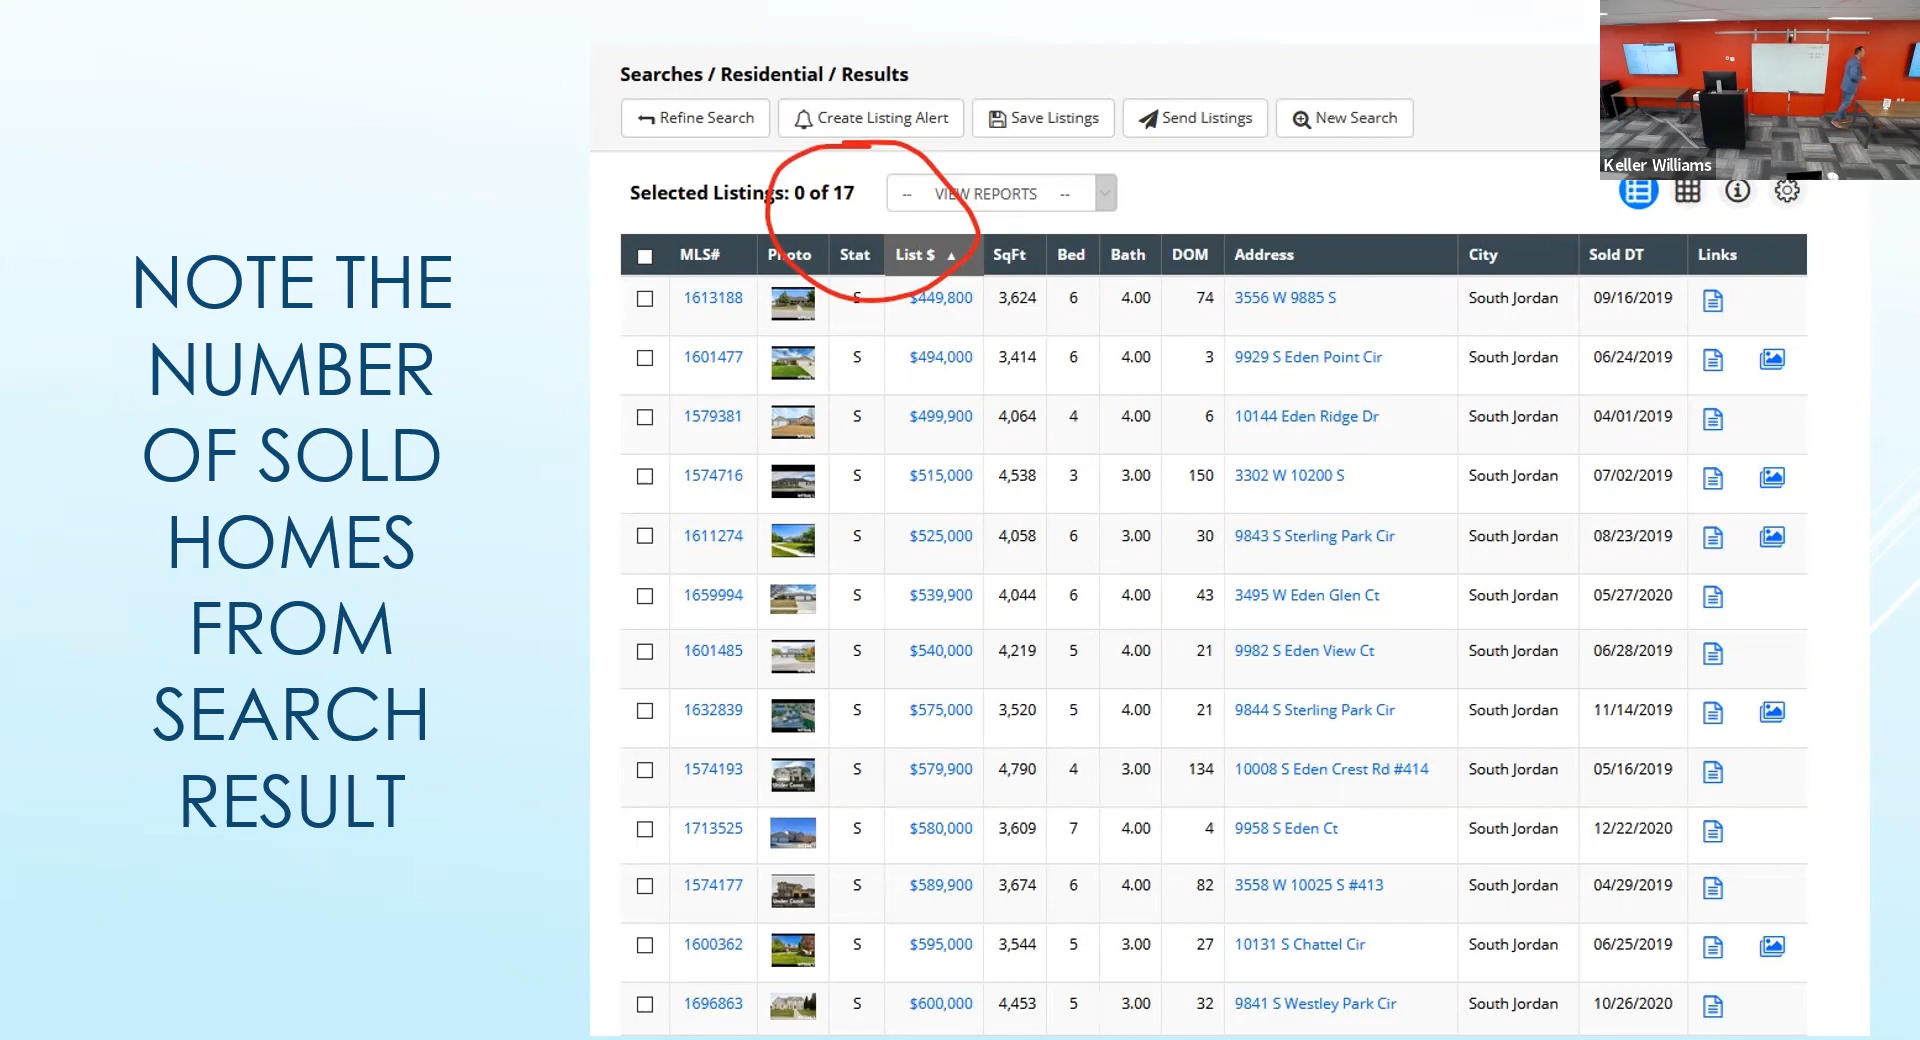 NOTE THE
NUMBER
OF SOLD
HOMES
FROM
SEARCH
RESULT
Searches / Residential / Results
Refine Search Create Listing Alert Save Listings Send Listings New Search
Keller Williams
Selected Listings: 0 of 17 -- VIEW REPORTS --
MLS# Photo Stat List $ ▲ SqFt Bed Bath DOM Address City Sold DT Links
1613188 S $449,800 3,624 6 4.00 74 3556 W 9885 S South Jordan 09/16/2019
1601477 S $494,000 3,414 6 4.00 3 9929 S Eden Point Cir South Jordan 06/24/2019
1579381 S $499,900 4,064 4 4.00 6 10144 Eden Ridge Dr South Jordan 04/01/2019
1574716 S $515,000 4,538 3 3.00 150 3302 W 10200 S South Jordan 07/02/2019
1611274 S $525,000 4,058 6 3.00 30 9843 S Sterling Park Cir South Jordan 08/23/2019
1659994 S $539,900 4,044 6 4.00 43 3495 W Eden Glen Ct South Jordan 05/27/2020
1601485 S $540,000 4,219 5 4.00 21 9982 S Eden View Ct South Jordan 06/28/2019
1632839 S $575,000 3,520 5 4.00 21 9844 S Sterling Park Cir South Jordan 11/14/2019
1574193 S $579,900 4,790 4 3.00 134 10008 S Eden Crest Rd #414 South Jordan 05/16/2019
1713525 S $580,000 3,609 7 4.00 4 9958 S Eden Ct South Jordan 12/22/2020
1574177 S $589,900 3,674 6 4.00 82 3558 W 10025 S #413 South Jordan 04/29/2019
1600362 S $595,000 3,544 5 3.00 27 10131 S Chattel Cir South Jordan 06/25/2019
1696863 S $600,000 4,453 5 3.00 32 9841 S Westley Park Cir South Jordan 10/26/2020